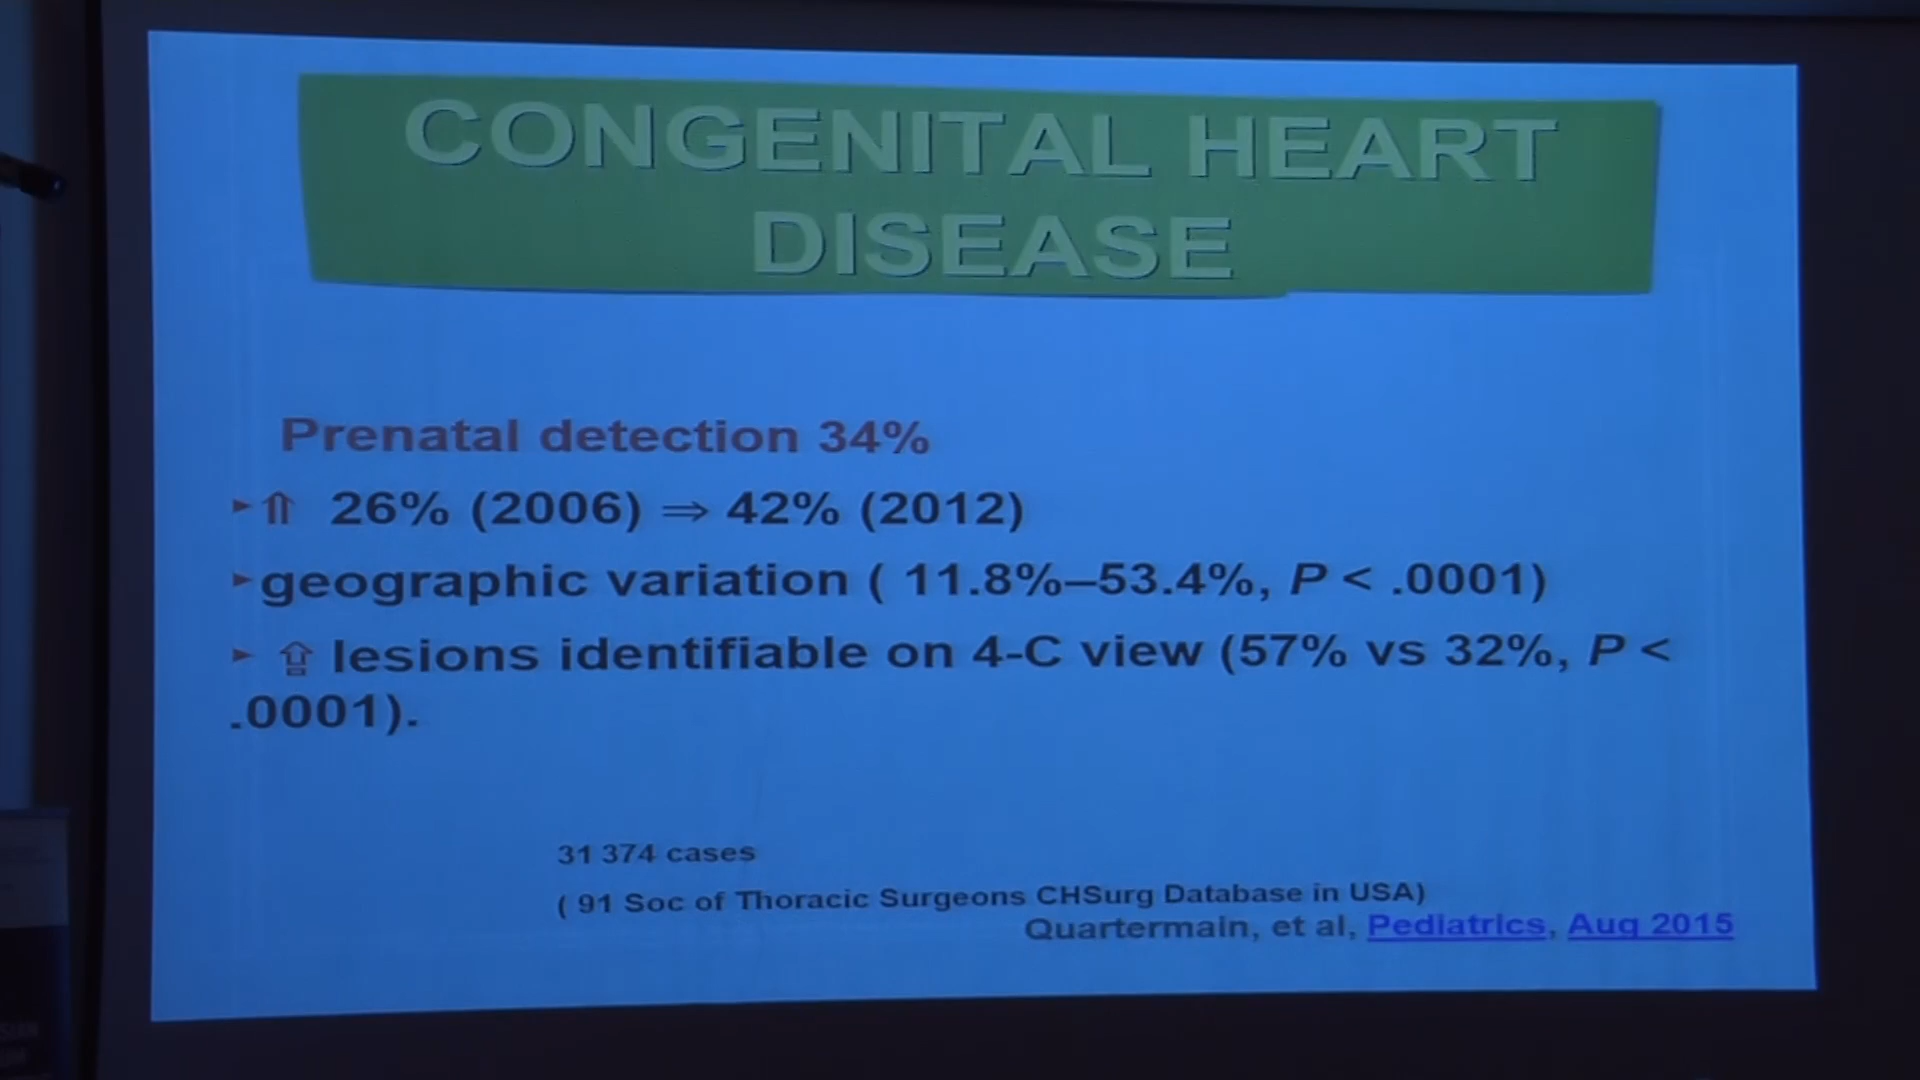 CONGENITAL HEART
DISEASE
Prenatal detection 34%
►⇑ 26% (2006) ⇒ 42% (2012)
►geographic variation ( 11.8%–53.4%, P < .0001)
► ⇪ lesions identifiable on 4-C view (57% vs 32%, P <
.0001).
31 374 cases
( 91 Soc of Thoracic Surgeons CHSurg Database in USA)
Quartermain, et al, Pediatrics, Aug 2015